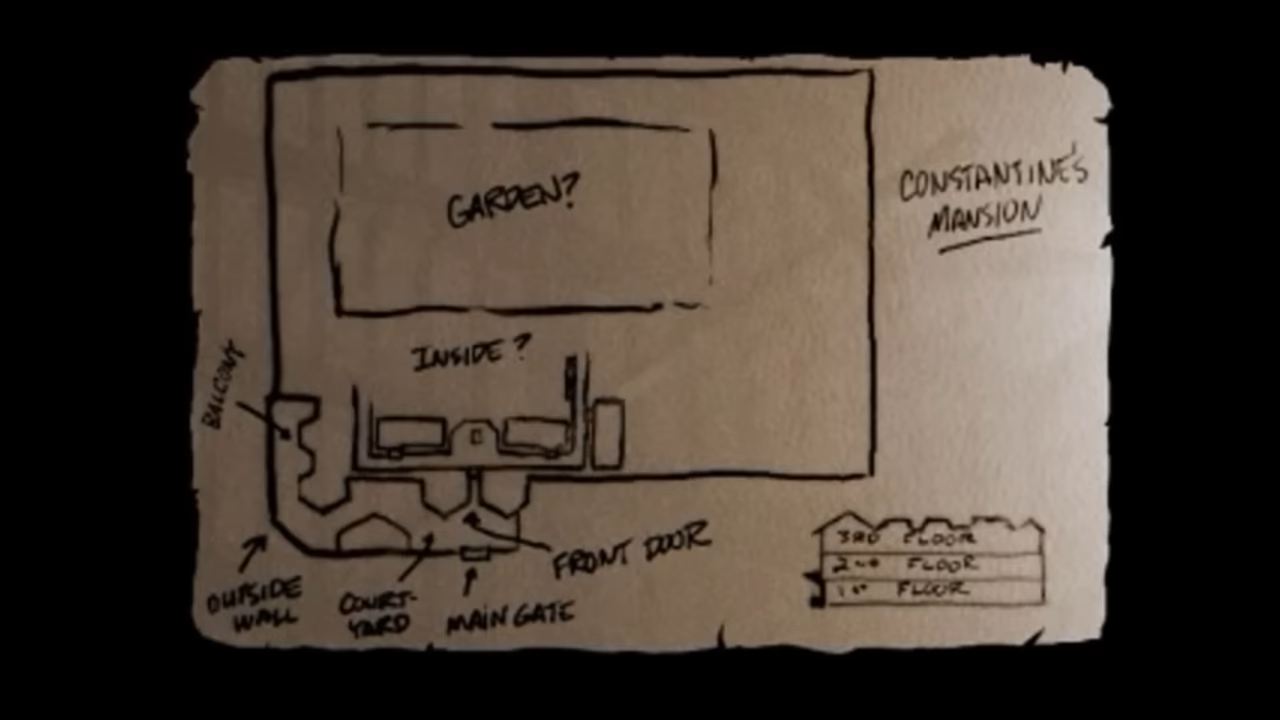 CONSTANTINE'S
MANSION
GARDEN?
INSIDE?
BALCONY
FRONT DOOR
OUTSIDE
WALL
COURT-
YARD
MAIN GATE
3RD FLOOR
2ND FLOOR
1ST FLOOR